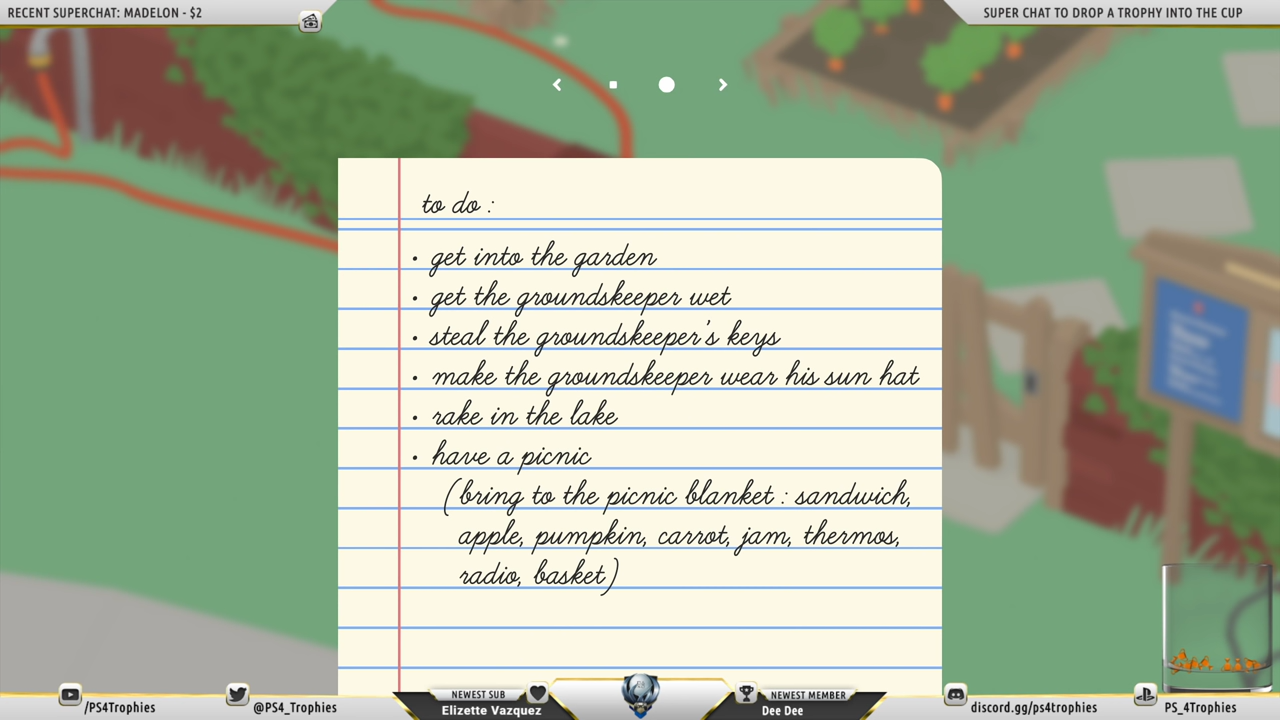 RECENT SUPERCHAT: MADELON - $2
SUPER CHAT TO DROP A TROPHY INTO THE CUP
to do :
• get into the garden
• get the groundskeeper wet
• steal the groundskeeper's keys
• make the groundskeeper wear his sun hat
• rake in the lake
• have a picnic
(bring to the picnic blanket : sandwich,
apple, pumpkin, carrot, jam, thermos,
radio, basket)
/PS4Trophies
@PS4_Trophies
NEWEST SUB
Elizette Vazquez
NEWEST MEMBER
Dee Dee
discord.gg/ps4trophies
PS_4Trophies